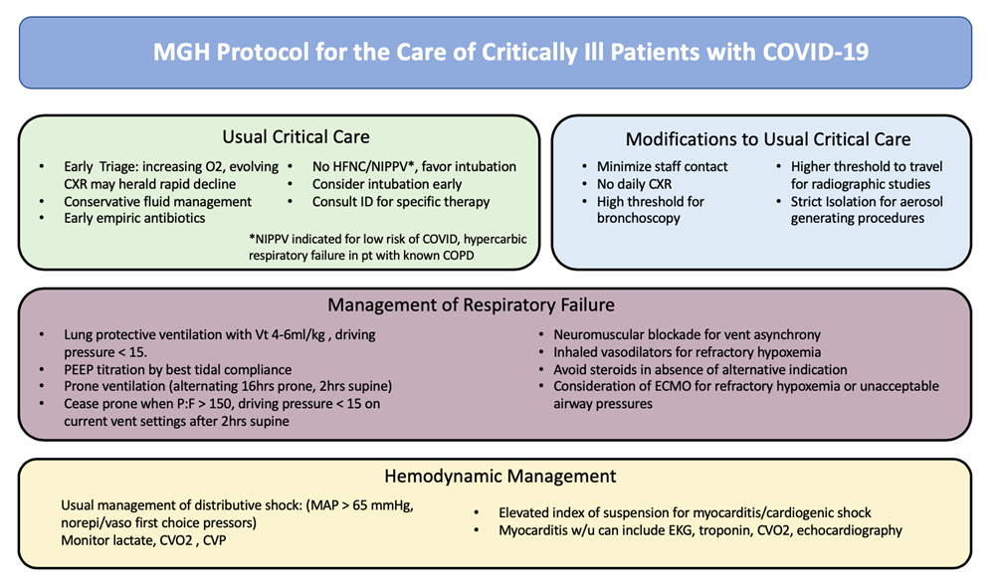 MGH Protocol for the Care of Critically Ill Patients with COVID-19
Usual Critical Care
• Early Triage: increasing O2, evolving
CXR may herald rapid decline
• Conservative fluid management
• Early empiric antibiotics
• No HFNC/NIPPV*, favor intubation
• Consider intubation early
• Consult ID for specific therapy
*NIPPV indicated for low risk of COVID, hypercarbic
respiratory failure in pt with known COPD
Modifications to Usual Critical Care
• Minimize staff contact
• No daily CXR
• High threshold for
bronchoscopy
• Higher threshold to travel
for radiographic studies
• Strict Isolation for aerosol
generating procedures
Management of Respiratory Failure
• Lung protective ventilation with Vt 4-6ml/kg , driving
pressure < 15.
• PEEP titration by best tidal compliance
• Prone ventilation (alternating 16hrs prone, 2hrs supine)
• Cease prone when P:F > 150, driving pressure < 15 on
current vent settings after 2hrs supine
• Neuromuscular blockade for vent asynchrony
• Inhaled vasodilators for refractory hypoxemia
• Avoid steroids in absence of alternative indication
• Consideration of ECMO for refractory hypoxemia or unacceptable
airway pressures
Hemodynamic Management
Usual management of distributive shock: (MAP > 65 mmHg,
norepi/vaso first choice pressors)
Monitor lactate, CVO2 , CVP
• Elevated index of suspension for myocarditis/cardiogenic shock
• Myocarditis w/u can include EKG, troponin, CVO2, echocardiography